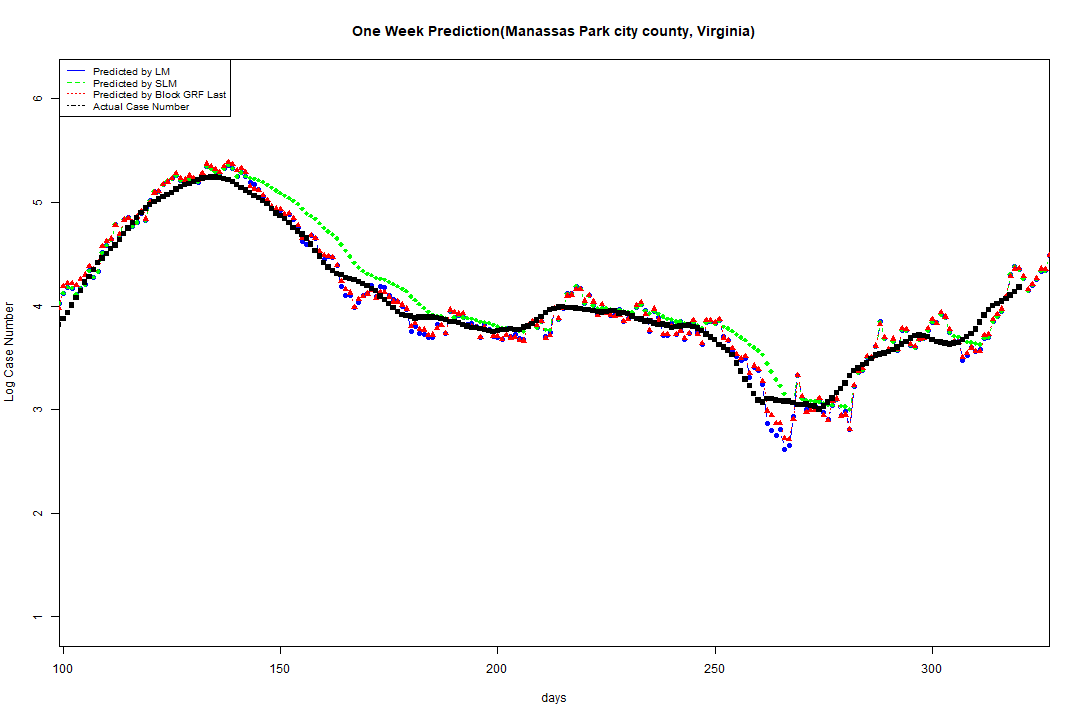 One Week Prediction(Manassas Park city county, Virginia)
Predicted by LM
Predicted by SLM
Predicted by Block GRF Last
Actual Case Number
6
5
4
3
2
1
Log Case Number
100 150 200 250 300
days